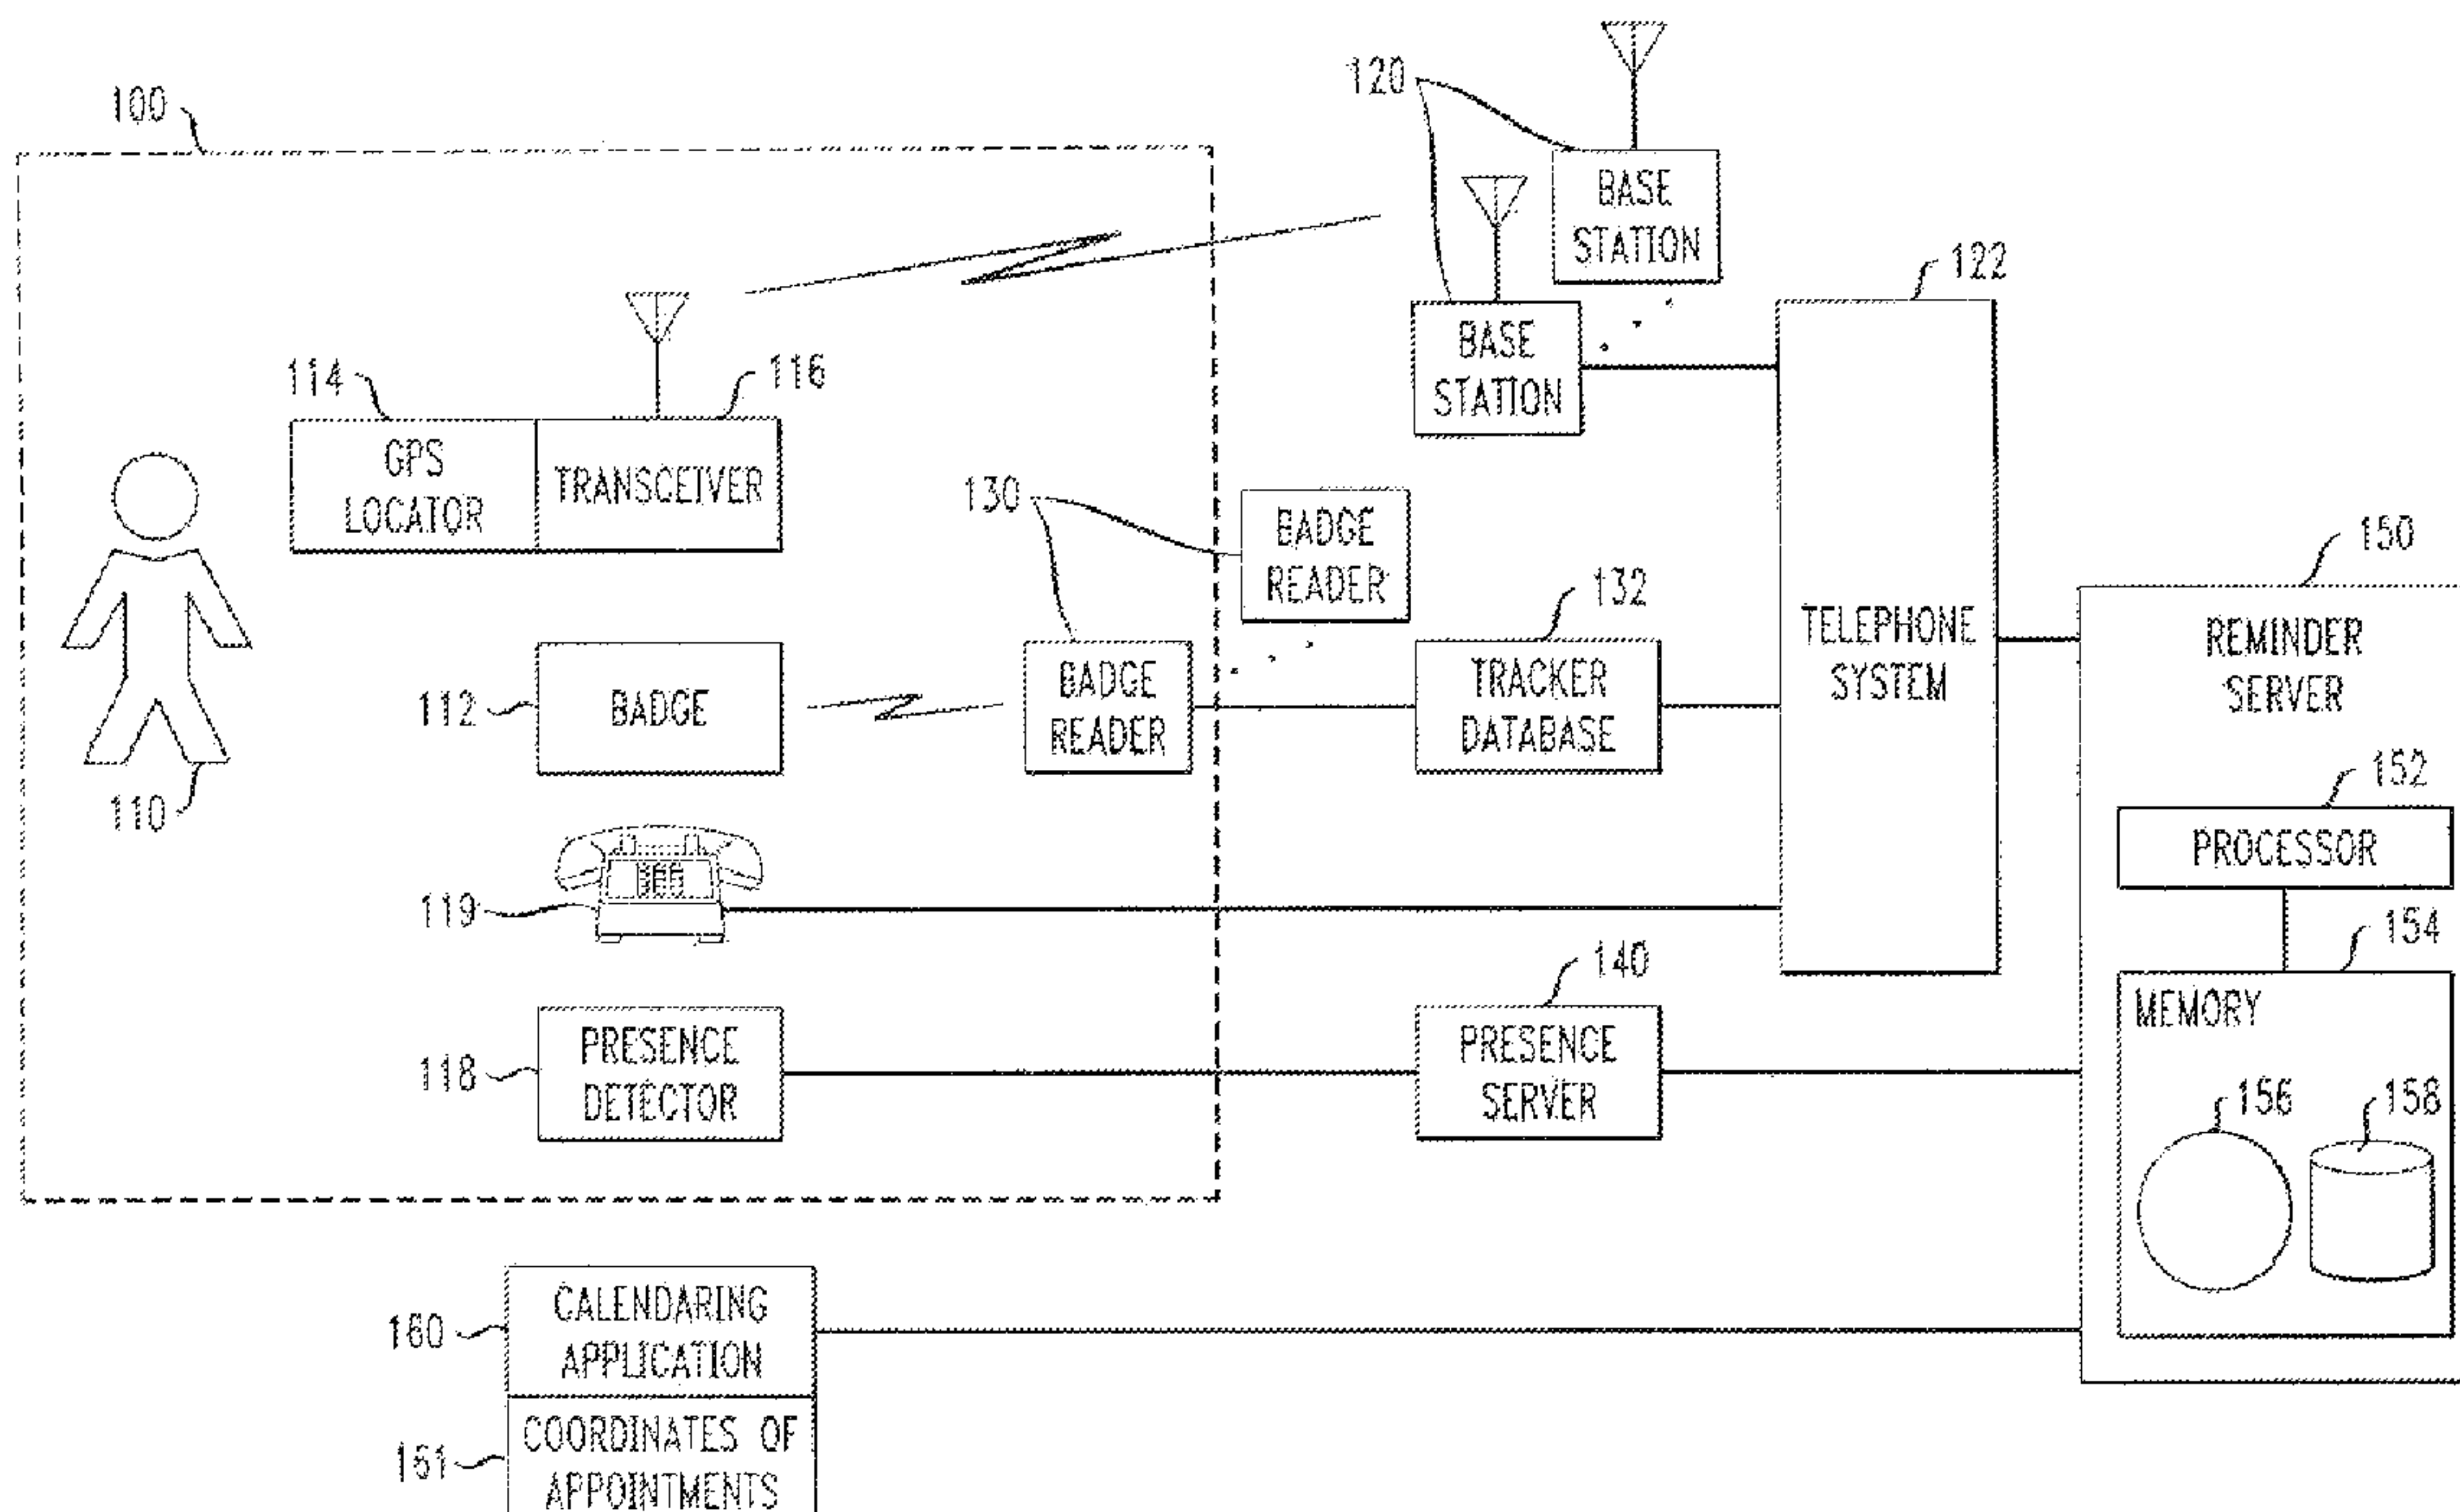 100
120
BASE
STATION
BASE
STATION
122
114
116
GPS
LOCATOR
TRANSCEIVER
130
BADGE
READER
132
150
TELEPHONE
SYSTEM
REMINDER
SERVER
112
BADGE
BADGE
READER
TRACKER
DATABASE
110
152
PROCESSOR
119
154
140
MEMORY
118
PRESENCE
DETECTOR
PRESENCE
SERVER
156
158
160
CALENDARING
APPLICATION
161
COORDINATES OF
APPOINTMENTS